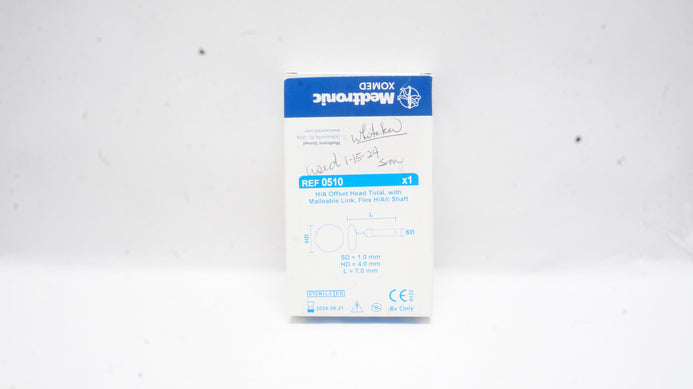 Medtronic
XOMED
Medtronic Xomed
Jacksonville, FL USA
www.xomed.com
Whitaker
used 1-15-24
sm
REF 0510 x1
H/A Offset Head Total, with
Malleable Link, Flex H/A® Shaft
L
HD
SD
SD = 1.0 mm
HD = 4.0 mm
L = 7.0 mm
STERILE EO
2024-08-21
CE
0123
Rx Only